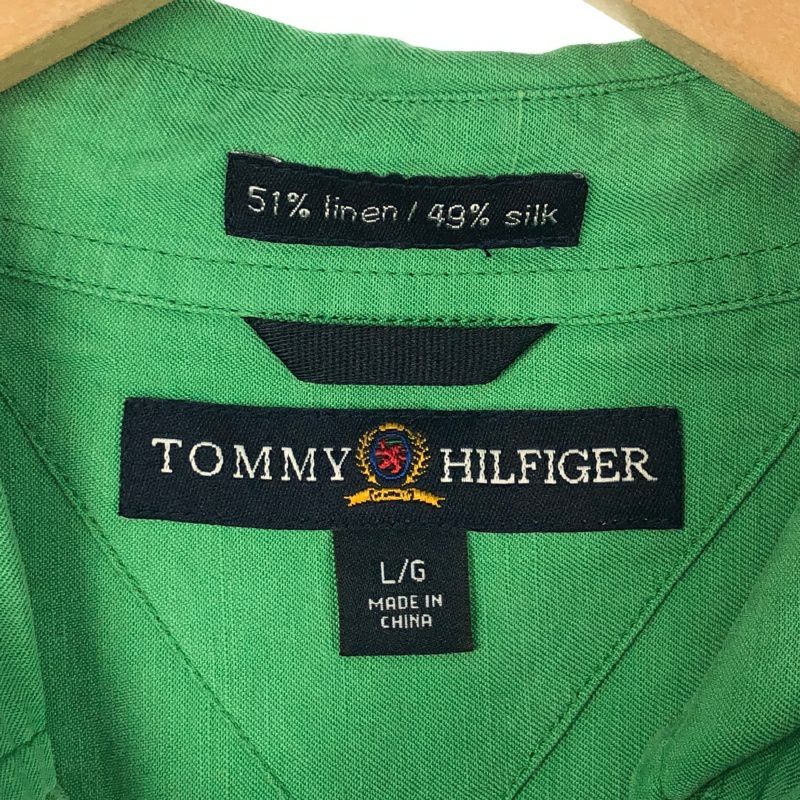 51% linen / 49% silk
TOMMY HILFIGER
L/G
MADE IN
CHINA